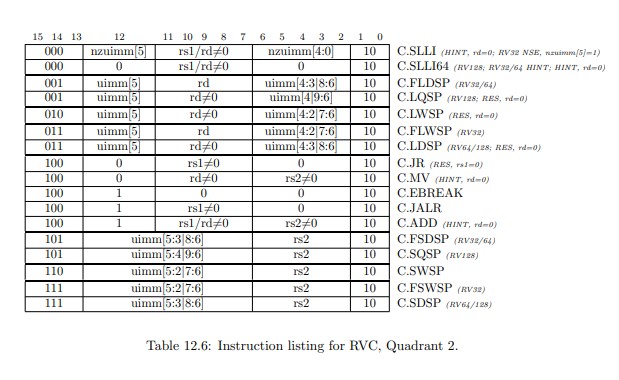 15 14 13 12 11 10 9 8 7 6 5 4 3 2 1 0
000 nzuimm[5] rs1/rd≠0 nzuimm[4:0] 10 C.SLLI (HINT, rd=0; RV32 NSE, nzuimm[5]=1)
000 0 rs1/rd≠0 0 10 C.SLLI64 (RV128; RV32/64 HINT; HINT, rd=0)
001 uimm[5] rd uimm[4:3|8:6] 10 C.FLDSP (RV32/64)
001 uimm[5] rd≠0 uimm[4|9:6] 10 C.LQSP (RV128; RES, rd=0)
010 uimm[5] rd≠0 uimm[4:2|7:6] 10 C.LWSP (RES, rd=0)
011 uimm[5] rd uimm[4:2|7:6] 10 C.FLWSP (RV32)
011 uimm[5] rd≠0 uimm[4:3|8:6] 10 C.LDSP (RV64/128; RES, rd=0)
100 0 rs1≠0 0 10 C.JR (RES, rs1=0)
100 0 rd≠0 rs2≠0 10 C.MV (HINT, rd=0)
100 1 0 0 10 C.EBREAK
100 1 rs1≠0 0 10 C.JALR
100 1 rs1/rd≠0 rs2≠0 10 C.ADD (HINT, rd=0)
101 uimm[5:3|8:6] rs2 10 C.FSDSP (RV32/64)
101 uimm[5:4|9:6] rs2 10 C.SQSP (RV128)
110 uimm[5:2|7:6] rs2 10 C.SWSP
111 uimm[5:2|7:6] rs2 10 C.FSWSP (RV32)
111 uimm[5:3|8:6] rs2 10 C.SDSP (RV64/128)
Table 12.6: Instruction listing for RVC, Quadrant 2.